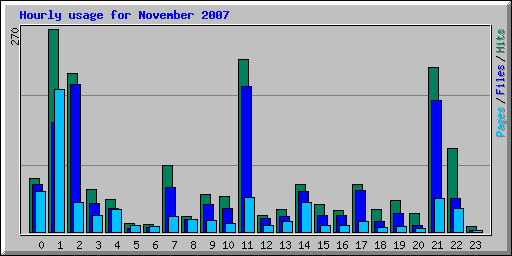 Hourly usage for November 2007
270
Pages/Files/Hits
0 1 2 3 4 5 6 7 8 9 10 11 12 13 14 15 16 17 18 19 20 21 22 23